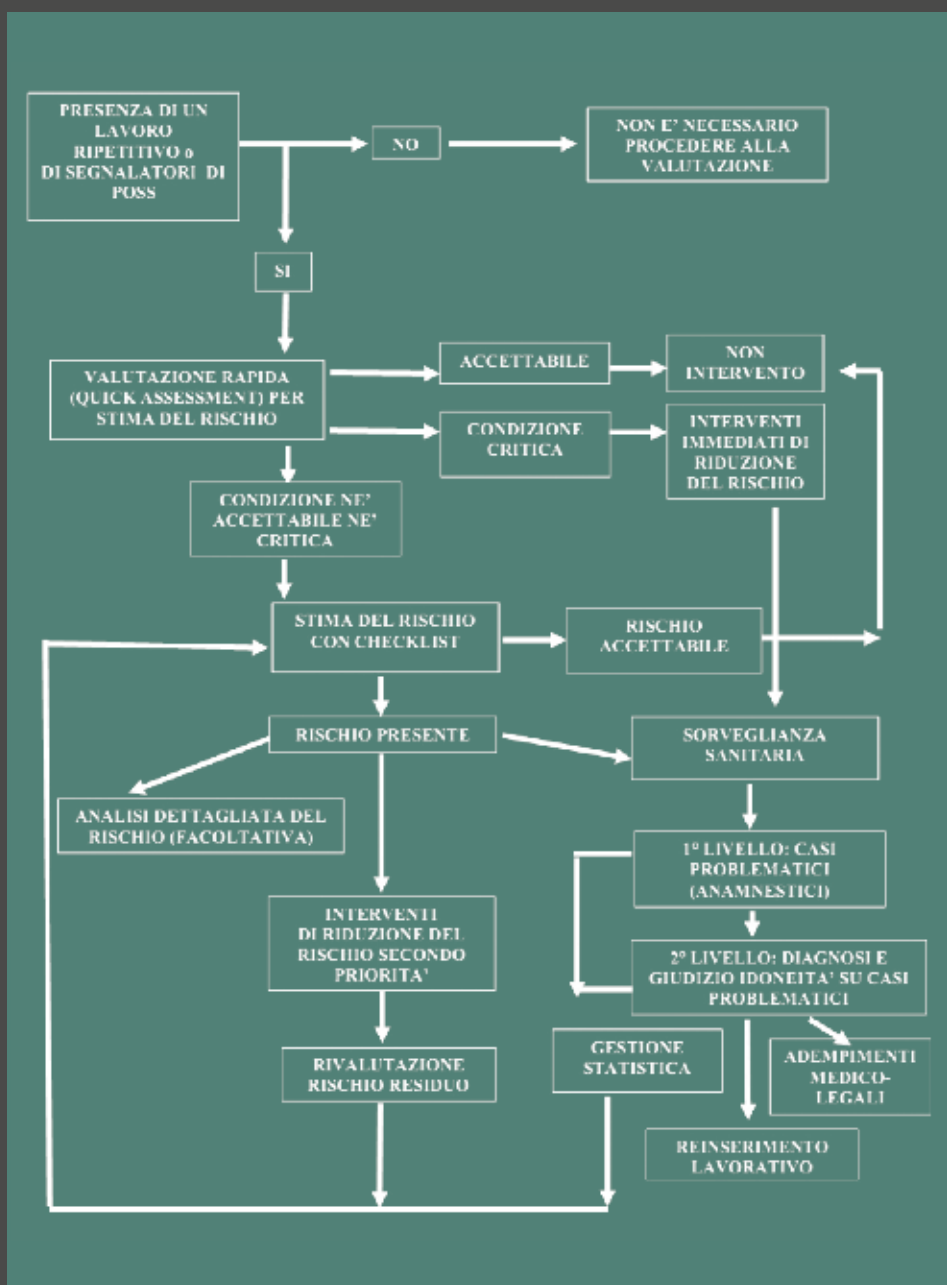 PRESENZA DI UN
LAVORO
RIPETITIVO o
DI SEGNALATORI DI
POSS
NO
NON E' NECESSARIO
PROCEDERE ALLA
VALUTAZIONE
SI
VALUTAZIONE RAPIDA
(QUICK ASSESSMENT) PER
STIMA DEL RISCHIO
ACCETTABILE
NON
INTERVENTO
CONDIZIONE
CRITICA
INTERVENTI
IMMEDIATI DI
RIDUZIONE
DEL RISCHIO
CONDIZIONE NE'
ACCETTABILE NE'
CRITICA
STIMA DEL RISCHIO
CON CHECKLIST
RISCHIO
ACCETTABILE
RISCHIO PRESENTE
SORVEGLIANZA
SANITARIA
ANALISI DETTAGLIATA DEL
RISCHIO (FACOLTATIVA)
1° LIVELLO: CASI
PROBLEMATICI
(ANAMNESTICI)
INTERVENTI
DI RIDUZIONE DEL
RISCHIO SECONDO
PRIORITA'
2° LIVELLO: DIAGNOSI E
GIUDIZIO IDONEITA' SU CASI
PROBLEMATICI
RIVALUTAZIONE
RISCHIO RESIDUO
GESTIONE
STATISTICA
ADEMPIMENTI
MEDICO-
LEGALI
REINSERIMENTO
LAVORATIVO